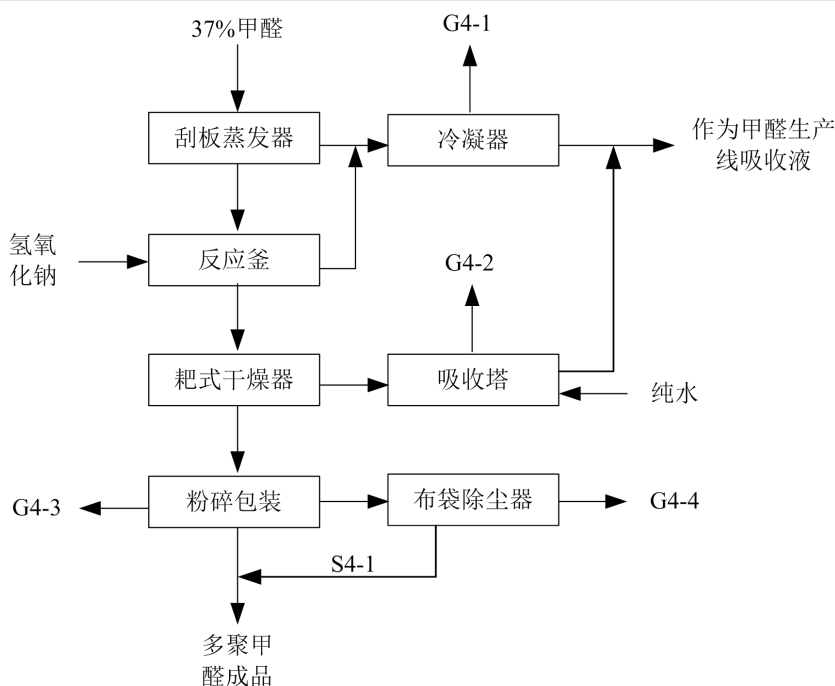 37%甲醛
G4-1
刮板蒸发器
冷凝器
作为甲醛生产
线吸收液
氢氧
化钠
反应釜
G4-2
耙式干燥器
吸收塔
纯水
G4-3
粉碎包装
布袋除尘器
G4-4
S4-1
多聚甲
醛成品